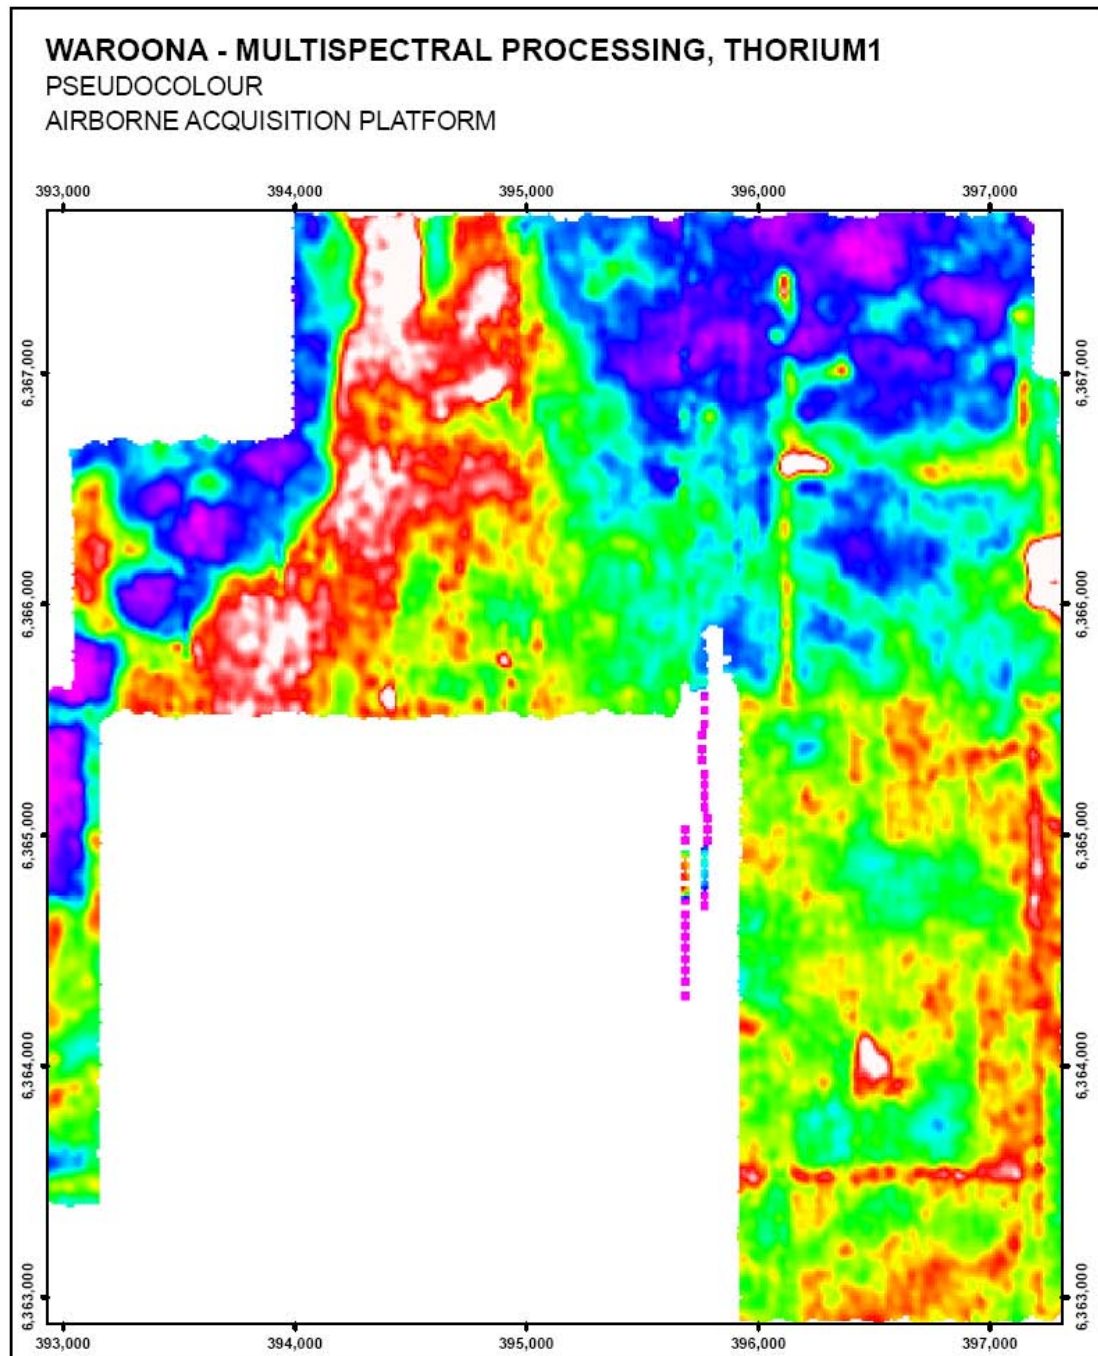 WAROONA - MULTISPECTRAL PROCESSING, THORIUM1
PSEUDOCOLOUR
AIRBORNE ACQUISITION PLATFORM
393,000 394,000 395,000 396,000 397,000
6,367,000 6,367,000
6,366,000 6,366,000
6,365,000 6,365,000
6,364,000 6,364,000
6,363,000 6,363,000
393,000 394,000 395,000 396,000 397,000